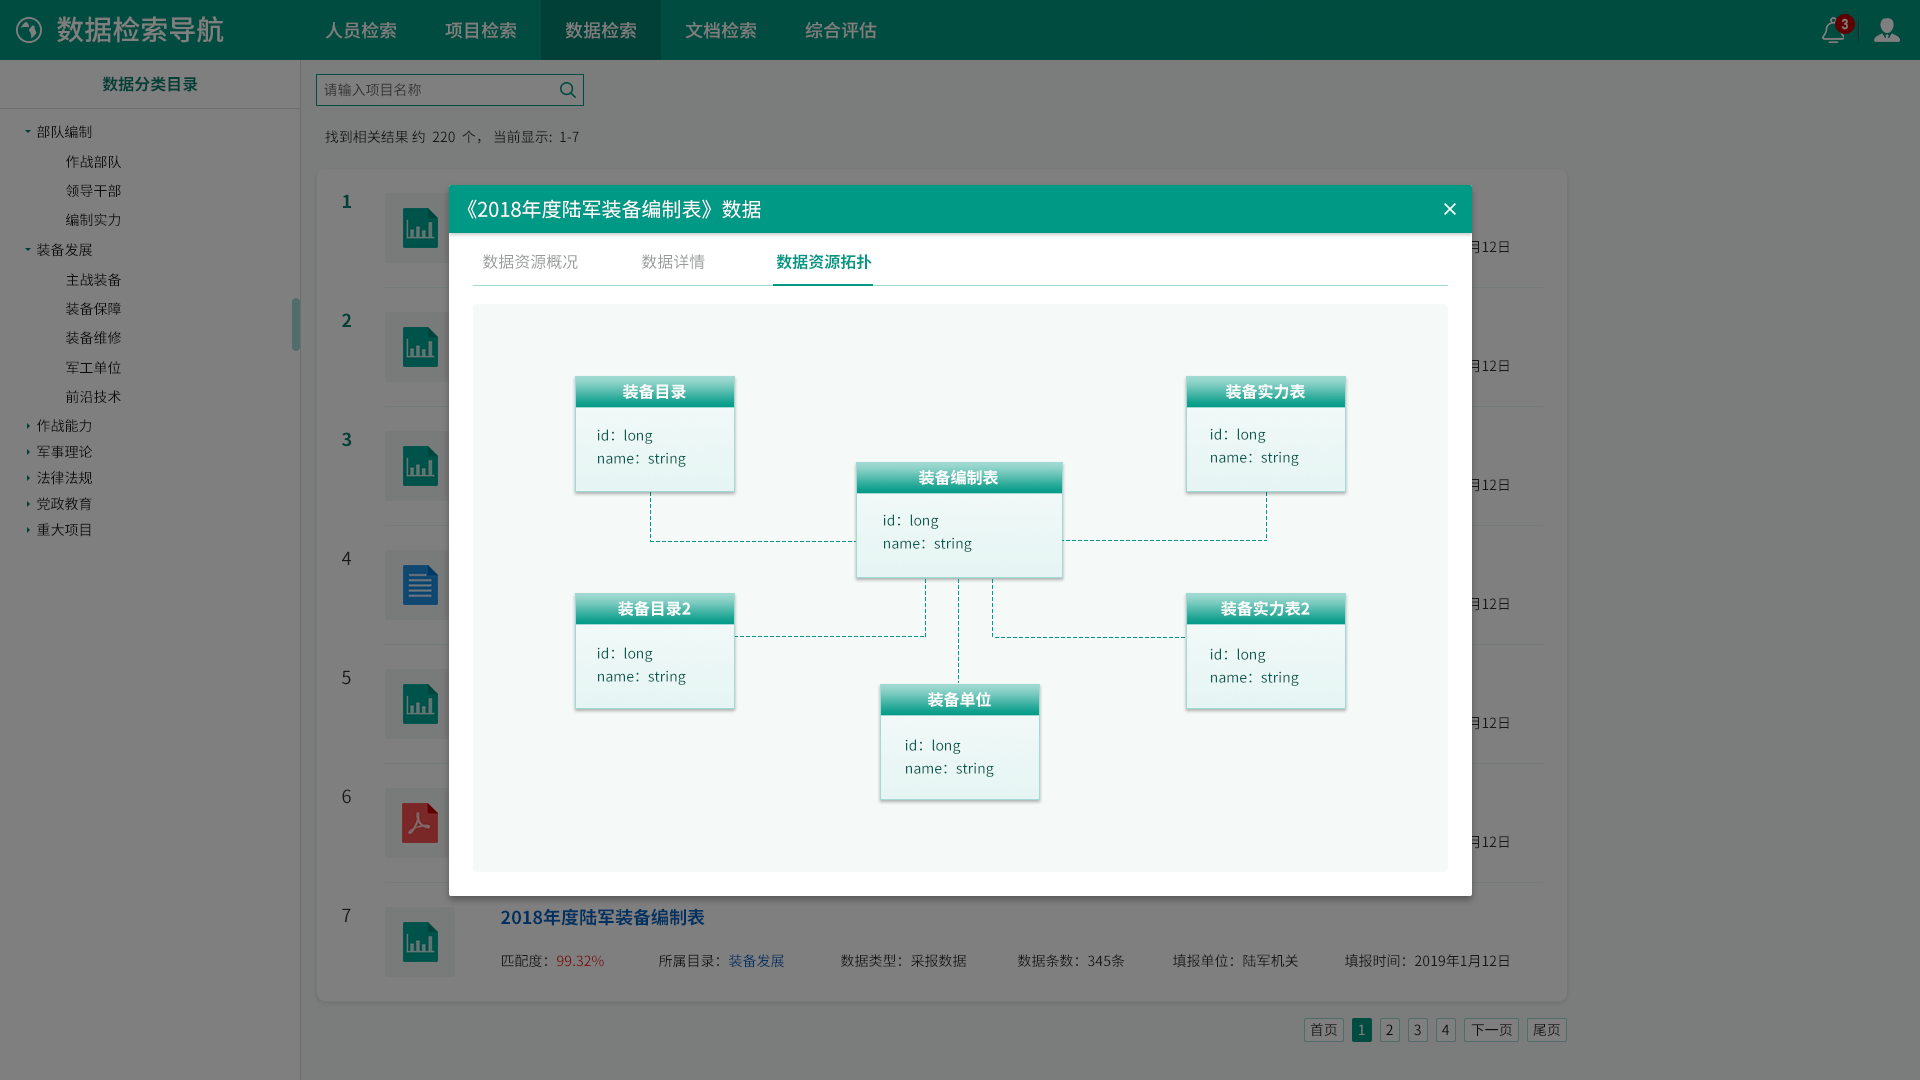 数据检索导航
人员检索
项目检索
数据检索
文档检索
综合评估
3
数据分类目录
部队编制
作战部队
领导干部
编制实力
装备发展
主战装备
装备保障
装备维修
军工单位
前沿技术
作战能力
军事理论
法律法规
党政教育
重大项目
请输入项目名称
找到相关结果 约 220 个， 当前显示: 1-7
1
月12日
2
月12日
3
月12日
4
月12日
5
月12日
6
月12日
《2018年度陆军装备编制表》数据
数据资源概况
数据详情
数据资源拓扑
装备目录
id：long
name：string
装备实力表
id：long
name：string
装备编制表
id：long
name：string
装备目录2
id：long
name：string
装备实力表2
id：long
name：string
装备单位
id：long
name：string
7
2018年度陆军装备编制表
匹配度：99.32%
所属目录：装备发展
数据类型：采报数据
数据条数：345条
填报单位：陆军机关
填报时间：2019年1月12日
首页
1
2
3
4
下一页
尾页